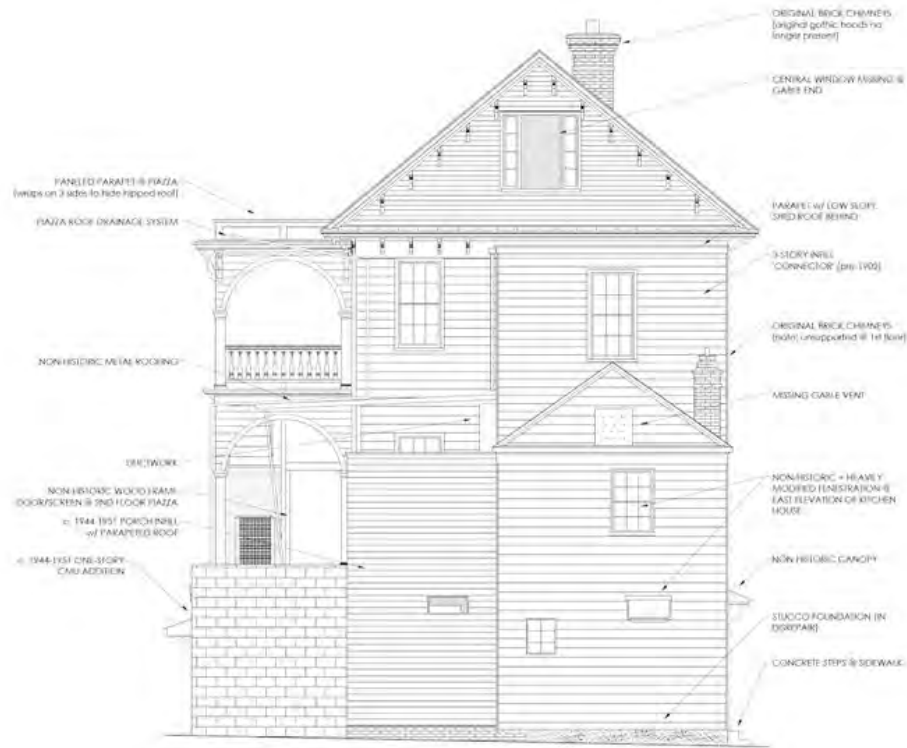 ORIGINAL BRICK CHIMNEYS
(original gothic hoods no
longer present)
CENTRAL WINDOW MISSING @
GABLE END
PANELED PARAPET @ PIAZZA
(wraps on 3 sides to hide hipped roof)
PIAZZA ROOF DRAINAGE SYSTEM
PARAPET w/ LOW SLOPE
SHED ROOF BEHIND
3-STORY INFILL
'CONNECTOR' (pre-1902)
ORIGINAL BRICK CHIMNEYS
(note: unsupported @ 1st floor)
NON-HISTORIC METAL ROOFING
MISSING GABLE VENT
DUCTWORK
NON-HISTORIC WOOD FRAME
DOOR/SCREEN @ 2ND FLOOR PIAZZA
c. 1944-1951 PORCH INFILL
w/ PARAPETED ROOF
c. 1944-1951 ONE-STORY
CMU ADDITION
NON-HISTORIC + HEAVILY
MODIFIED FENESTRATION @
EAST ELEVATION OF KITCHEN
HOUSE
NON HISTORIC CANOPY
STUCCO FOUNDATION (IN
DISREPAIR)
CONCRETE STEPS @ SIDEWALK